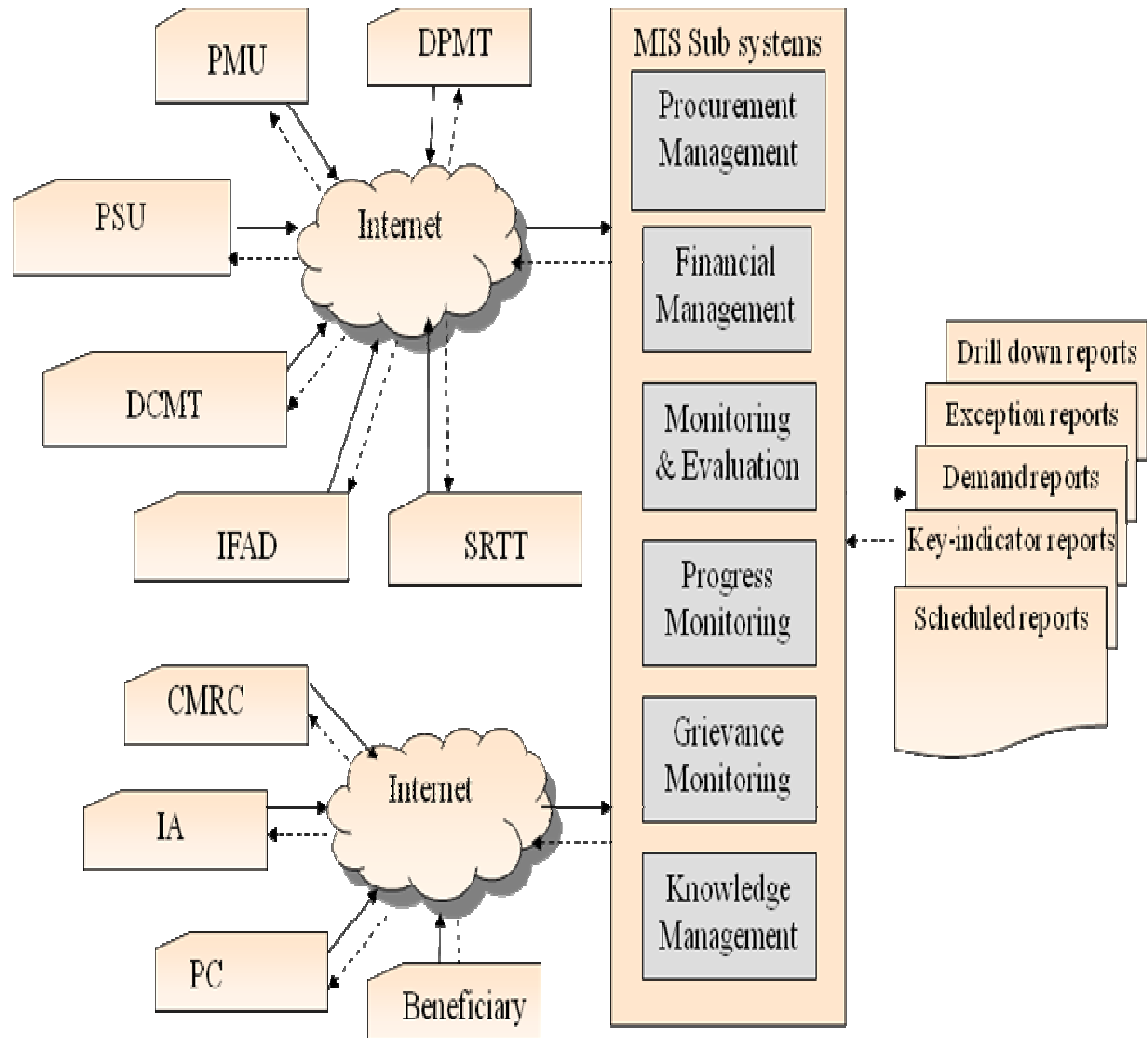 PMU
DPMT
PSU
Internet
DCMT
IFAD
SRTT
CMRC
Internet
IA
PC
Beneficiary
MIS Sub systems
Procurement
Management
Financial
Management
Monitoring
& Evaluation
Progress
Monitoring
Grievance
Monitoring
Knowledge
Management
Drill down reports
Exception reports
Demand reports
Key-indicator reports
Scheduled reports